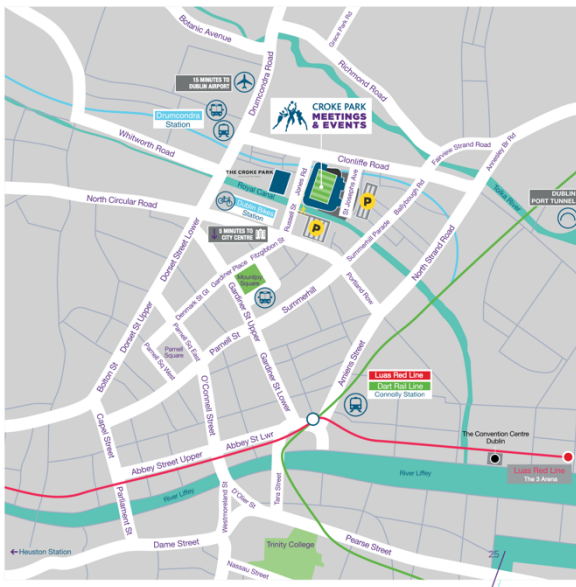 Botanic Avenue
Grace Park Rd
Richmond Road
Drumcondra Road
15 MINUTES TO
DUBLIN AIRPORT
CROKE PARK
MEETINGS
& EVENTS
Drumcondra
Station
Whitworth Road
Clonliffe Road
Fairview Strand Road
Annesley Br Rd
THE CROKE PARK
Jones Rd
St Josephs Ave
P
Ballybough Rd
Tolka River
DUBLIN
PORT TUNNEL
North Circular Road
Royal Canal
Dublin Bikes
Station
Russell St
P
5 MINUTES TO
CITY CENTRE
Dorset Street Lower
Fitzgibbon St
Summerhill Parade
North Strand Road
Gardiner Place
Denmark St Gt
Mountjoy
Square
Portland Row
Summerhill
Gardiner St Upper
Dorset St Upper
Parnell Sq East
Parnell
Square
Parnell Sq West
Parnell St
Bolton St
Amiens Street
Gardiner St Lower
O'Connell Street
Luas Red Line
Dart Rail Line
Connolly Station
Capel Street
Abbey St Lwr
Abbey Street Upper
The Convention Centre
Dublin
Luas Red Line
The 3 Arena
River Liffey
River Liffey
Parliament St
Westmoreland St
D'Olier St
Tara Street
Dame Street
Trinity College
Pearse Street
Nassau Street
Heuston Station
25